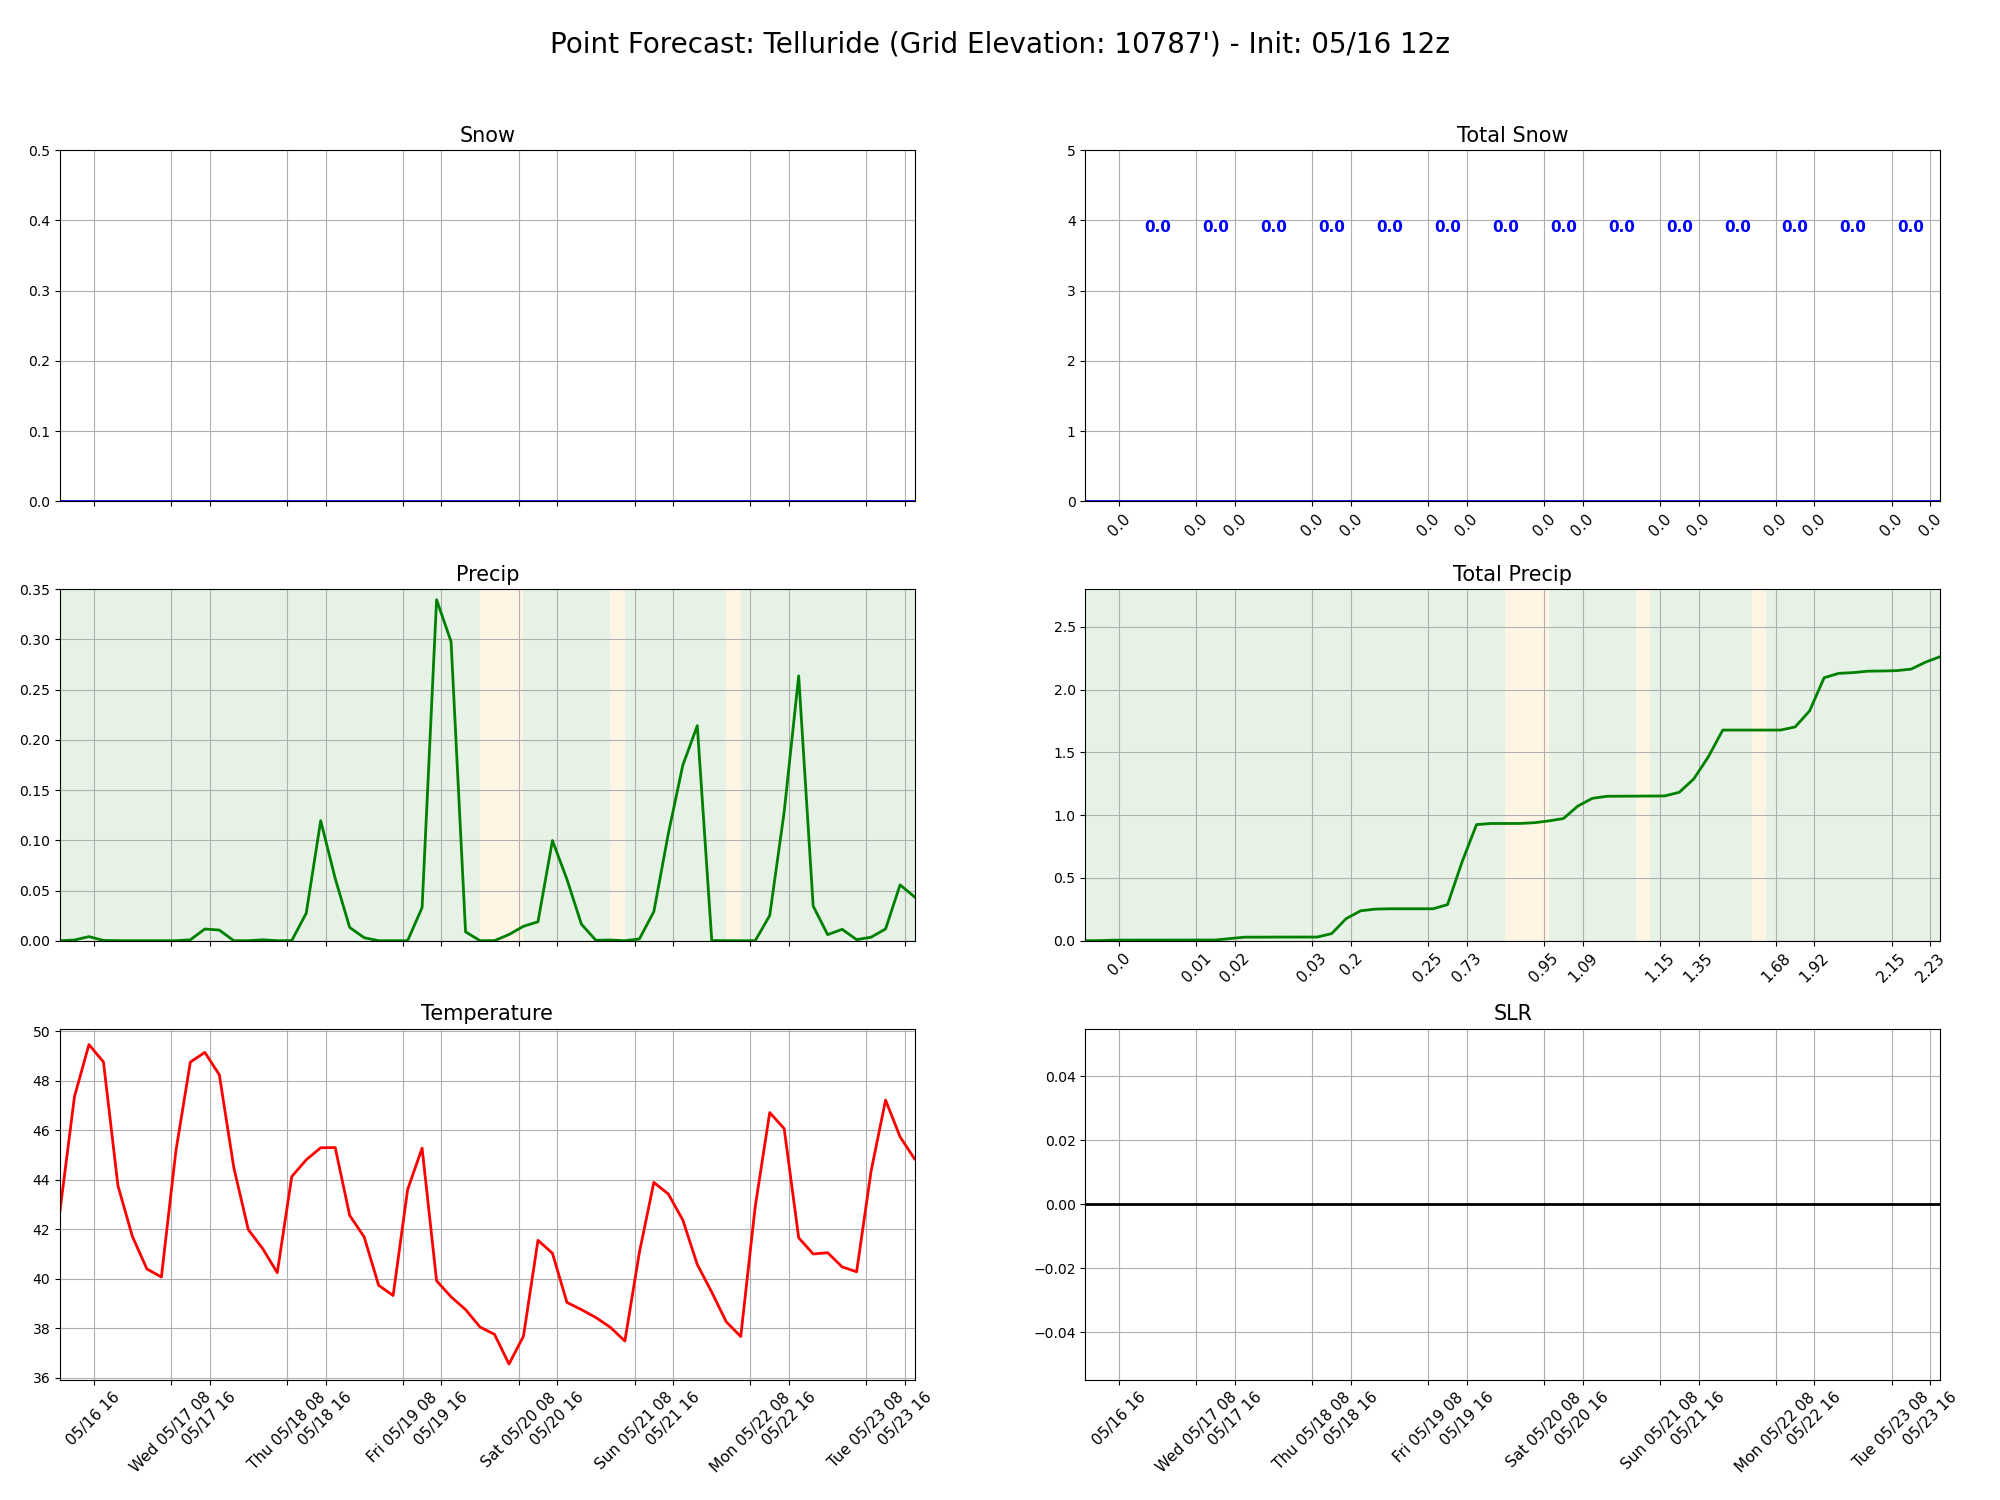 Point Forecast: Telluride (Grid Elevation: 10787') - Init: 05/16 12z
Snow
0.5
0.4
0.3
0.2
0.1
0.0
Total Snow
5
4
3
2
1
0
0.0 0.0 0.0 0.0 0.0 0.0 0.0 0.0 0.0 0.0 0.0 0.0 0.0 0.0
0.0 0.0 0.0 0.0 0.0 0.0 0.0 0.0 0.0 0.0 0.0 0.0 0.0 0.0 0.0
Precip
0.35
0.30
0.25
0.20
0.15
0.10
0.05
0.00
Total Precip
2.5
2.0
1.5
1.0
0.5
0.0
0.0 0.01 0.02 0.03 0.2 0.25 0.73 0.95 1.09 1.15 1.35 1.68 1.92 2.15 2.23
Temperature
50
48
46
44
42
40
38
36
05/16 16
Wed 05/17 08
05/17 16
Thu 05/18 08
05/18 16
Fri 05/19 08
05/19 16
Sat 05/20 08
05/20 16
Sun 05/21 08
05/21 16
Mon 05/22 08
05/22 16
Tue 05/23 08
05/23 16
SLR
0.04
0.02
0.00
−0.02
−0.04
05/16 16
Wed 05/17 08
05/17 16
Thu 05/18 08
05/18 16
Fri 05/19 08
05/19 16
Sat 05/20 08
05/20 16
Sun 05/21 08
05/21 16
Mon 05/22 08
05/22 16
Tue 05/23 08
05/23 16